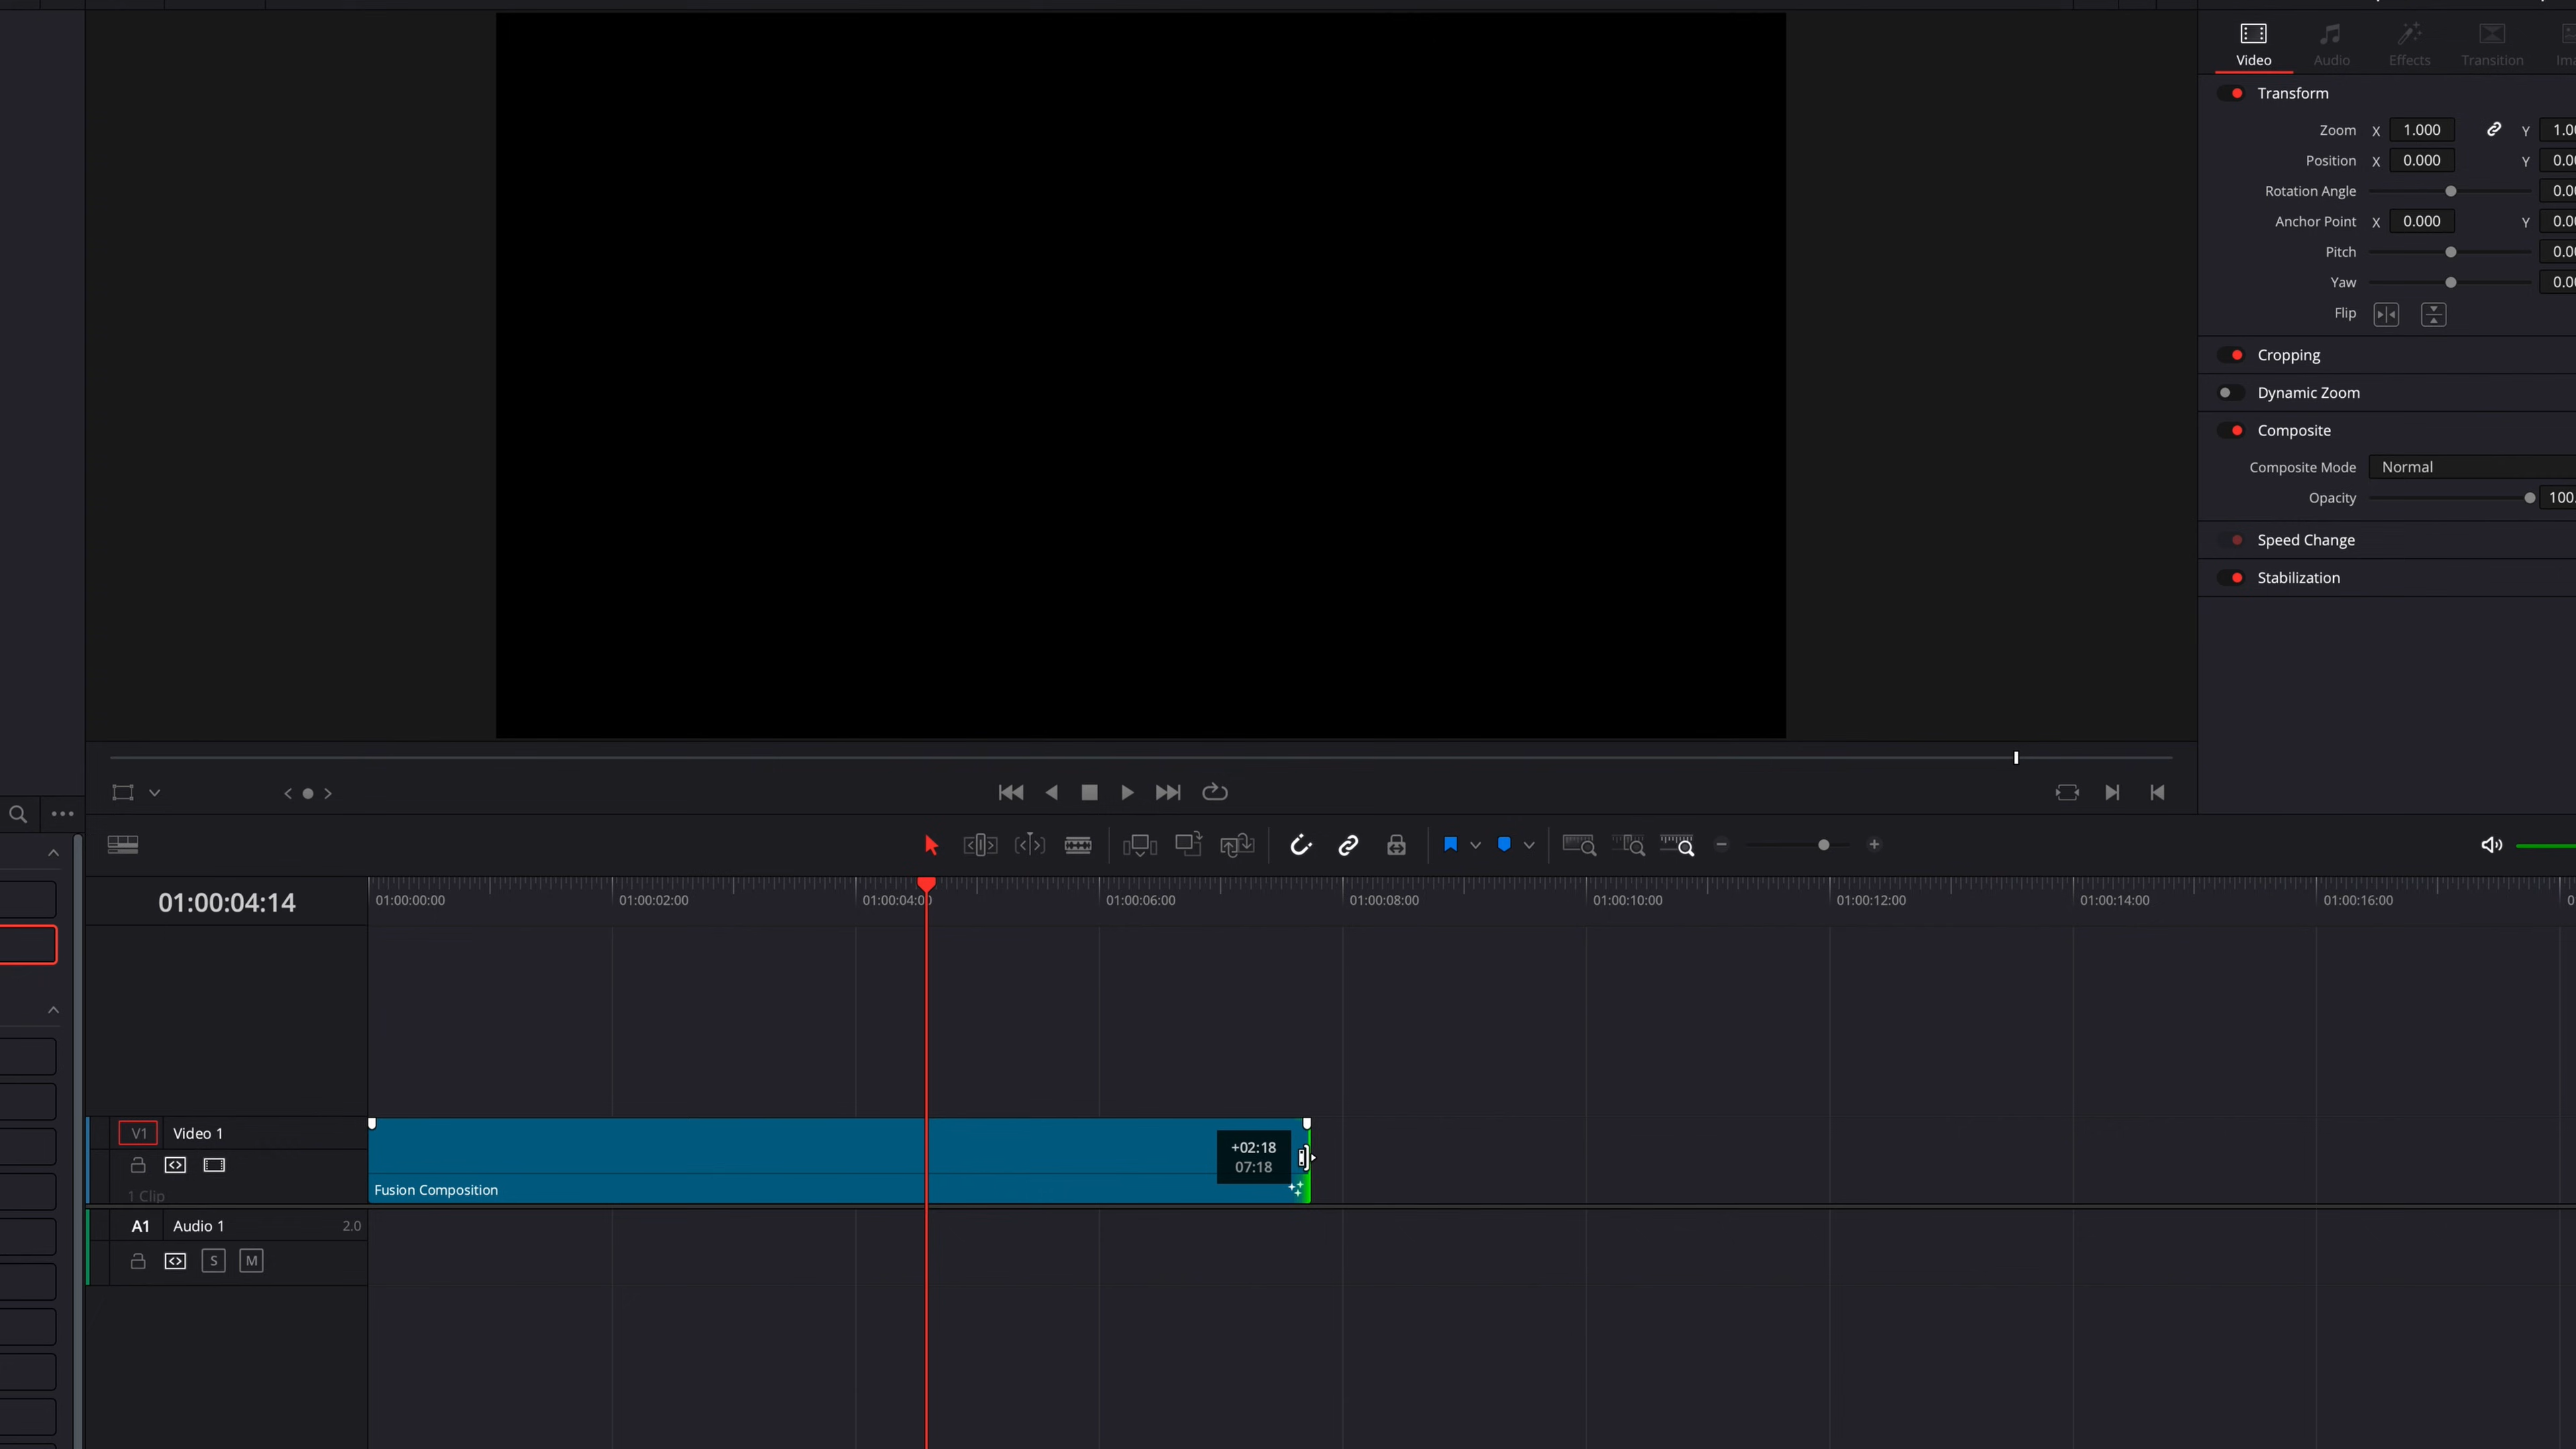 Video
Audio
Effects
Transition
Transform
Zoom X 1.000 Y
Position X 0.000 Y
Rotation Angle
Anchor Point X 0.000 Y
Pitch
Yaw
Flip
Cropping
Dynamic Zoom
Composite
Composite Mode Normal
Opacity 100.
Speed Change
Stabilization
01:00:04:14
01:00:00:00
01:00:02:00
01:00:04:00
01:00:06:00
01:00:08:00
01:00:10:00
01:00:12:00
01:00:14:00
01:00:16:00
V1 Video 1
1 Clip
+02:18
07:18
Fusion Composition
A1 Audio 1 2.0
S M